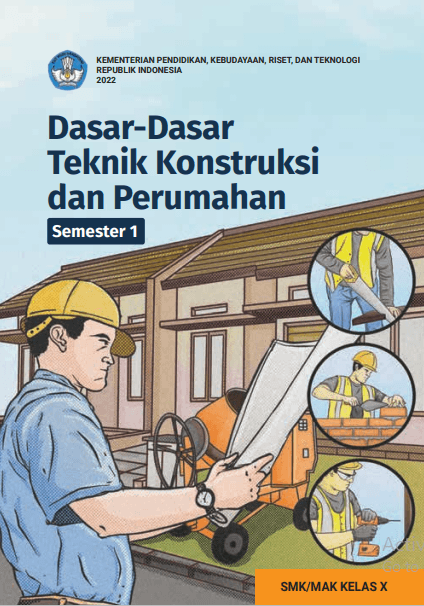 KEMENTERIAN PENDIDIKAN, KEBUDAYAAN, RISET, DAN TEKNOLOGI
REPUBLIK INDONESIA
2022
Dasar-Dasar
Teknik Konstruksi
dan Perumahan
Semester 1
SMK/MAK KELAS X